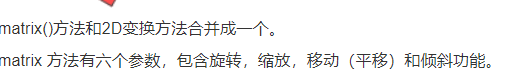 matrix()方法和2D变换方法合并成一个。
matrix 方法有六个参数，包含旋转，缩放，移动（平移）和倾斜功能。